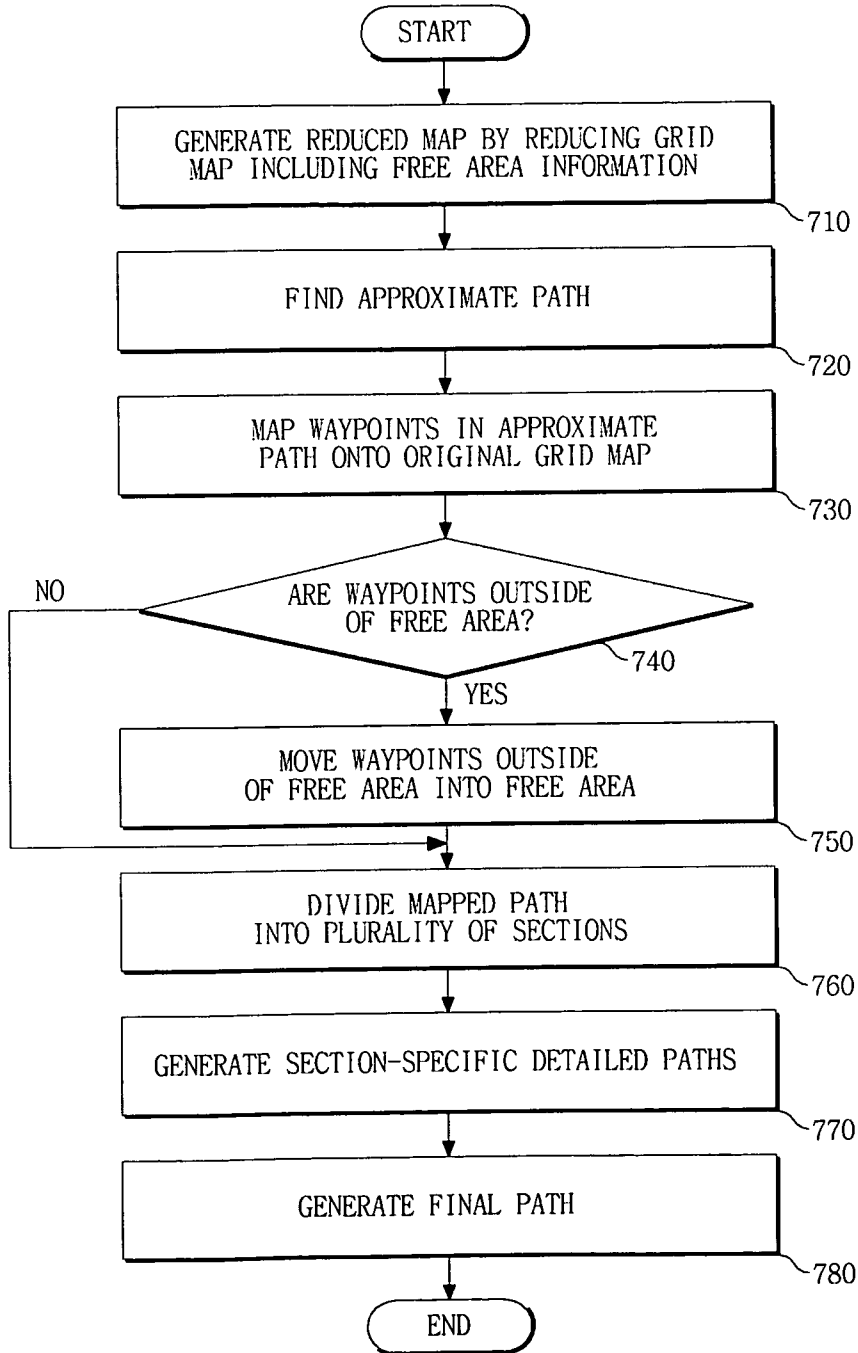 START
GENERATE REDUCED MAP BY REDUCING GRID
MAP INCLUDING FREE AREA INFORMATION
710
FIND APPROXIMATE PATH
720
MAP WAYPOINTS IN APPROXIMATE
PATH ONTO ORIGINAL GRID MAP
730
NO
ARE WAYPOINTS OUTSIDE
OF FREE AREA?
740
YES
MOVE WAYPOINTS OUTSIDE
OF FREE AREA INTO FREE AREA
750
DIVIDE MAPPED PATH
INTO PLURALITY OF SECTIONS
760
GENERATE SECTION-SPECIFIC DETAILED PATHS
770
GENERATE FINAL PATH
780
END